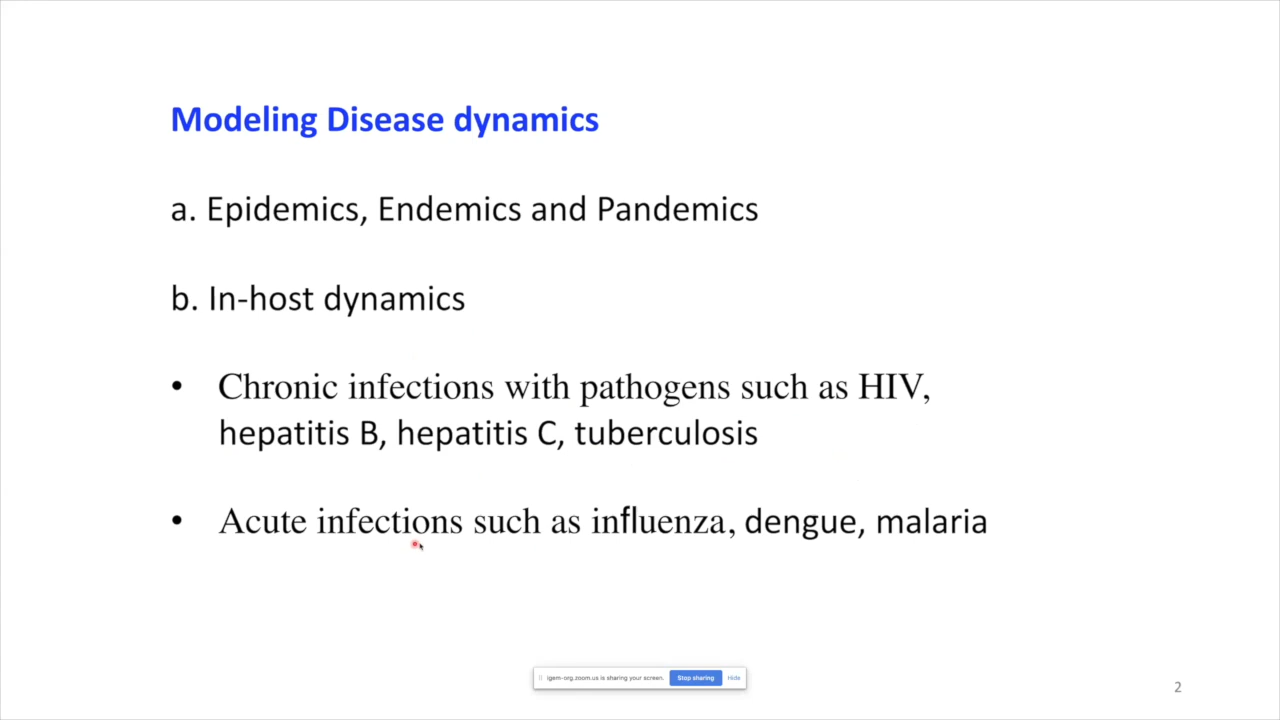 Modeling Disease dynamics
a. Epidemics, Endemics and Pandemics
b. In-host dynamics
• Chronic infections with pathogens such as HIV,
hepatitis B, hepatitis C, tuberculosis
• Acute infections such as influenza, dengue, malaria
igem-org.zoom.us is sharing your screen. Stop sharing Hide
2